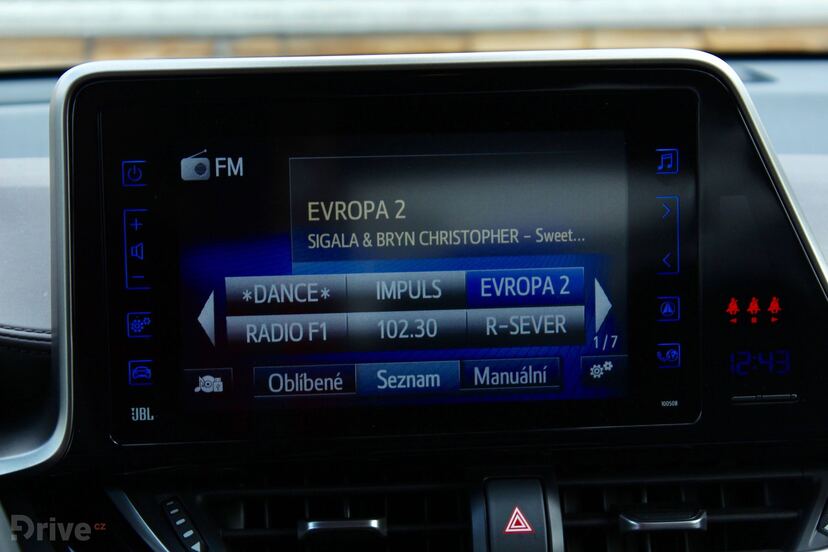 FM
EVROPA 2
SIGALA & BRYN CHRISTOPHER – Sweet...
*DANCE* IMPULS EVROPA 2
RADIO F1 102.30 R-SEVER
1/7
Oblíbené Seznam Manuální
JBL
100508
12:43
Drive.cz